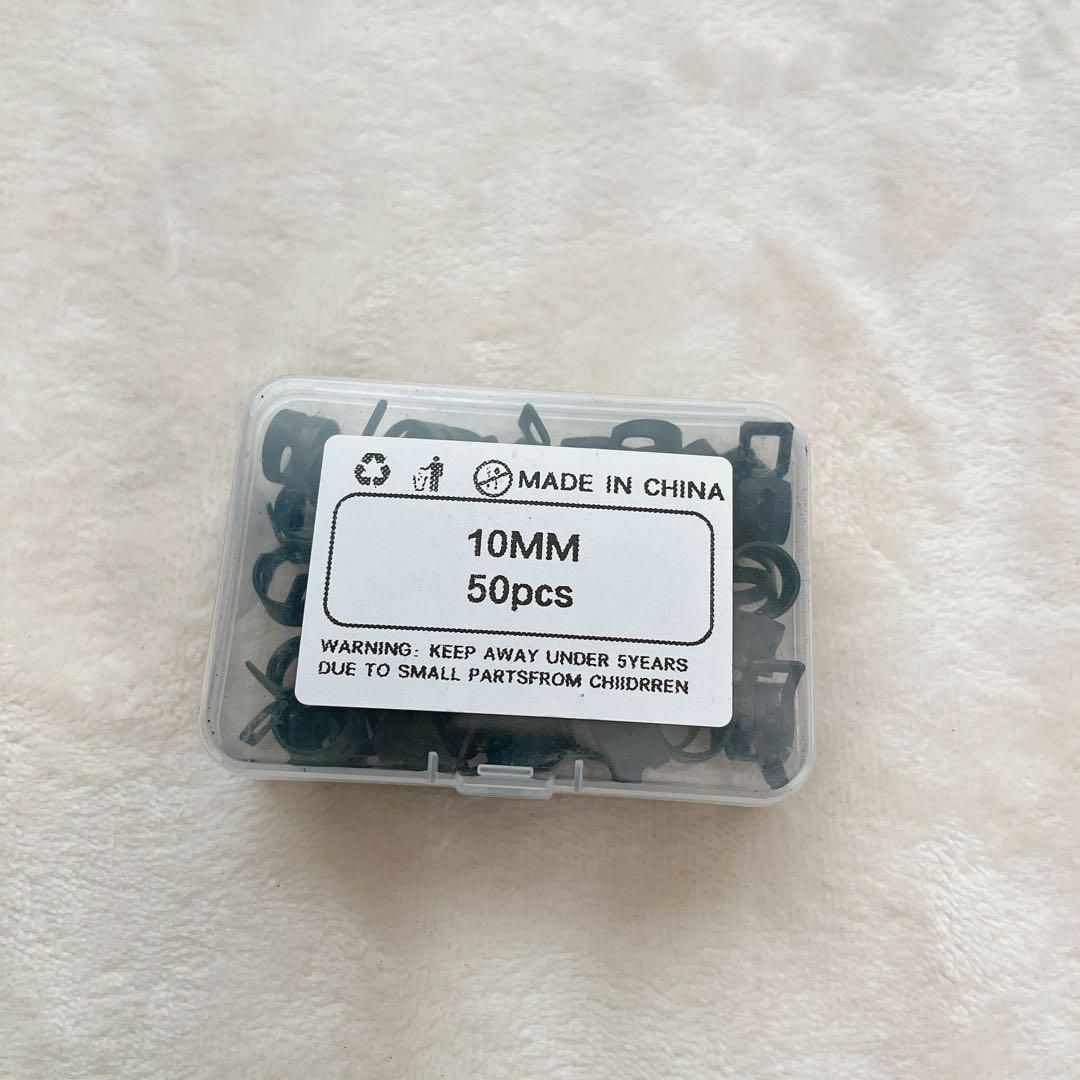 MADE IN CHINA
10MM
50pcs
WARNING: KEEP AWAY UNDER 5YEARS
DUE TO SMALL PARTSFROM CHIIDRREN